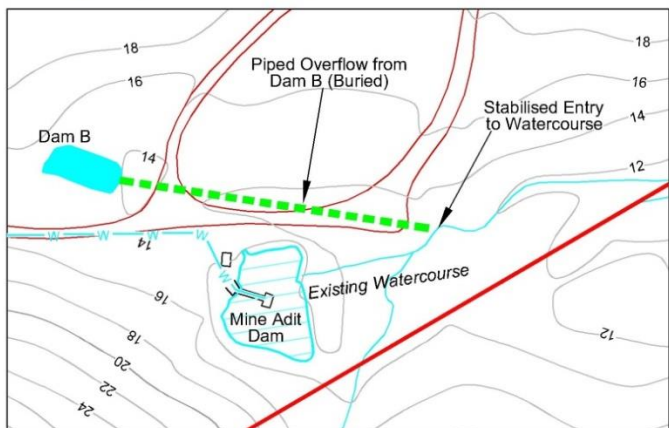 18
16
Piped Overflow from
Dam B (Buried)
Stabilised Entry
to Watercourse
18
16
14
12
Dam B
14
W W W W
14
W
Existing Watercourse
Mine Adit
Dam
16
18
20
22
24
12